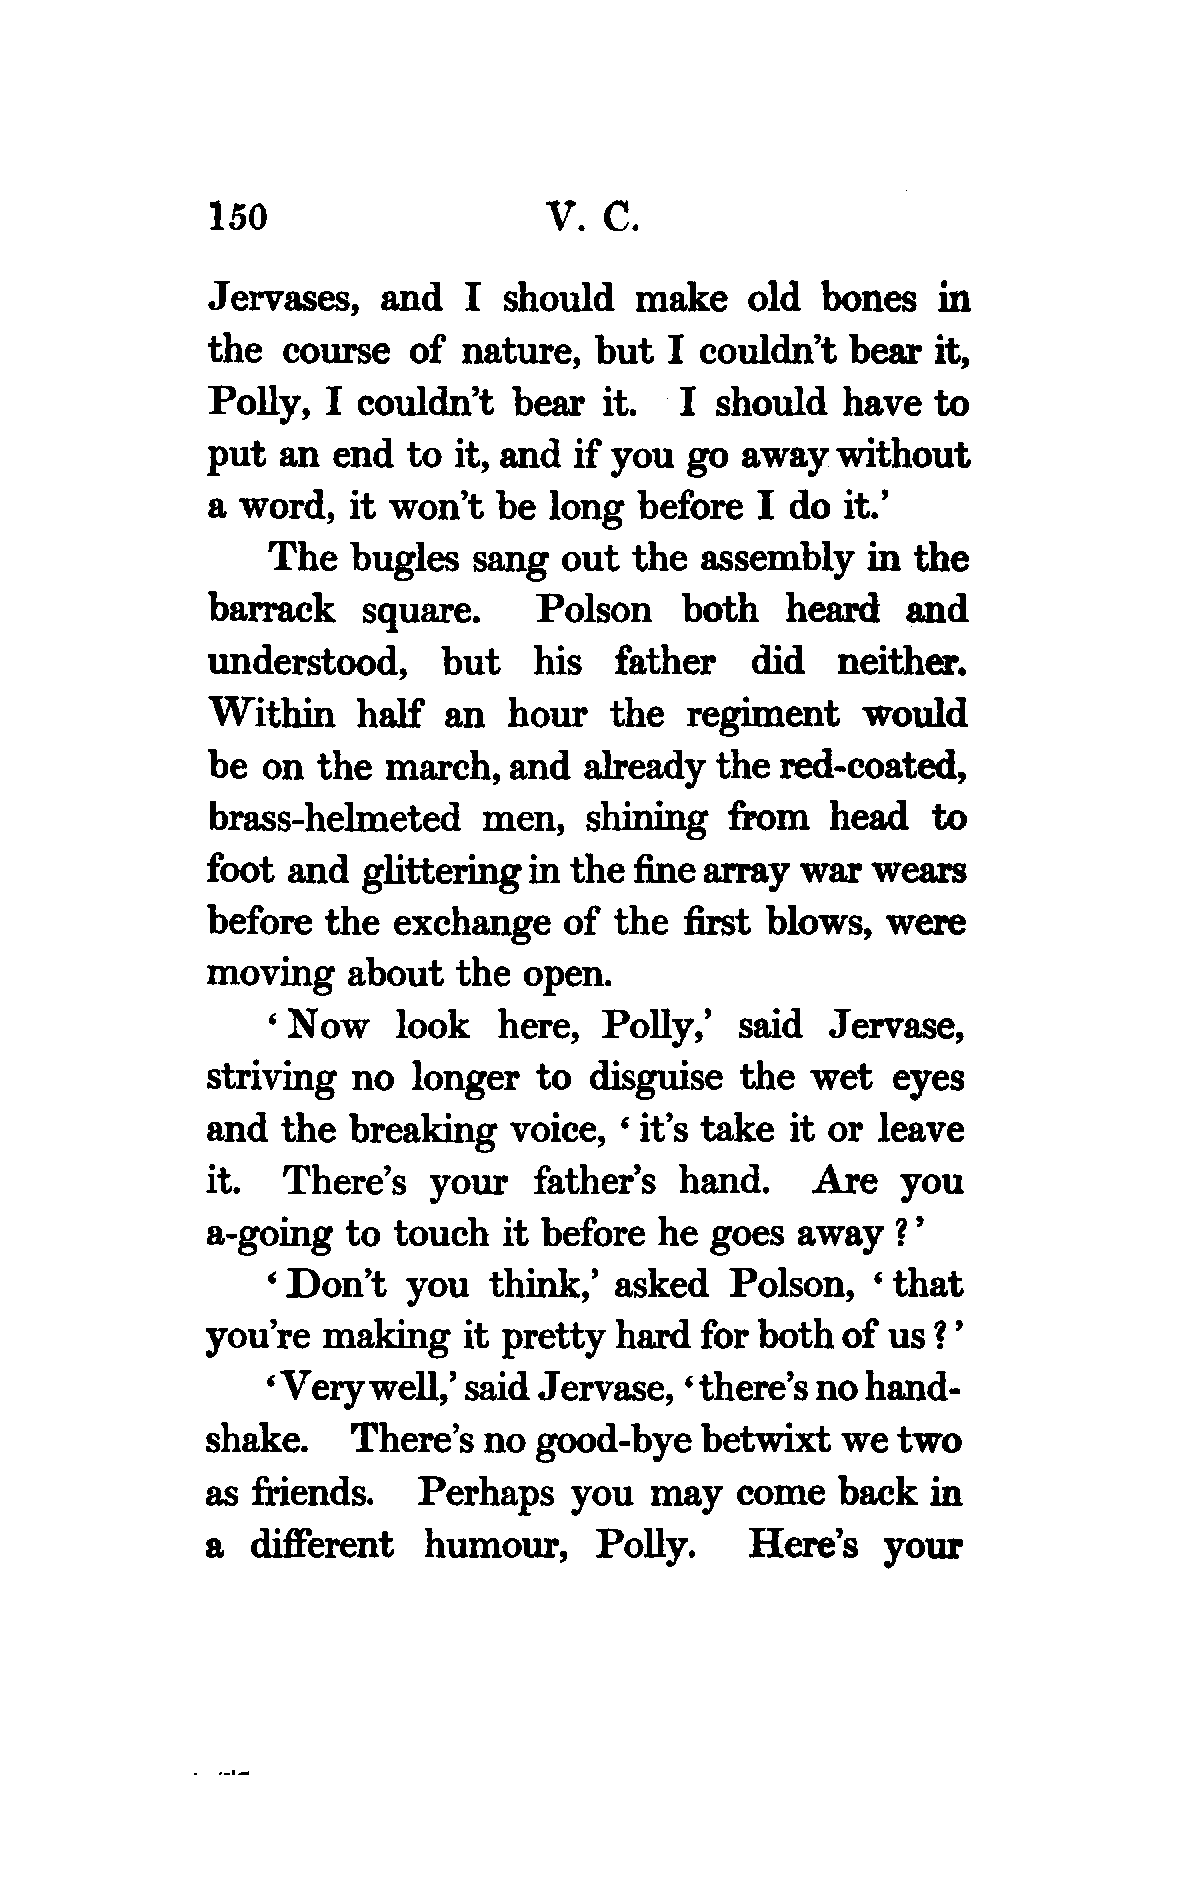 150 V. C.
Jervases, and I should make old bones in
the course of nature, but I couldn't bear it,
Polly, I couldn't bear it. I should have to
put an end to it, and if you go away without
a word, it won't be long before I do it.'
The bugles sang out the assembly in the
barrack square. Polson both heard and
understood, but his father did neither.
Within half an hour the regiment would
be on the march, and already the red-coated,
brass-helmeted men, shining from head to
foot and glittering in the fine array war wears
before the exchange of the first blows, were
moving about the open.
'Now look here, Polly,' said Jervase,
striving no longer to disguise the wet eyes
and the breaking voice, 'it's take it or leave
it. There's your father's hand. Are you
a-going to touch it before he goes away?'
'Don't you think,' asked Polson, 'that
you're making it pretty hard for both of us?'
'Very well,' said Jervase, 'there's no hand-
shake. There's no good-bye betwixt we two
as friends. Perhaps you may come back in
a different humour, Polly. Here's your